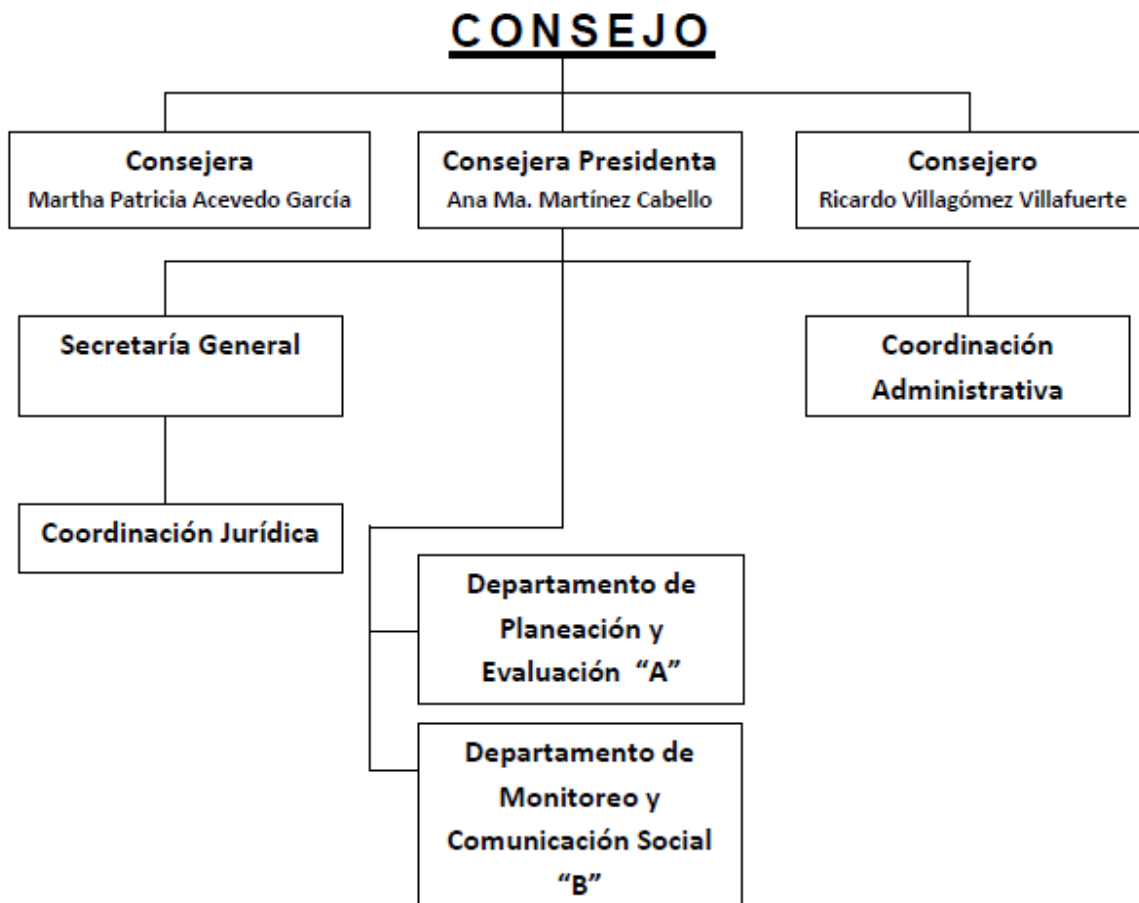 CONSEJO
Consejera
Martha Patricia Acevedo García
Consejera Presidenta
Ana Ma. Martínez Cabello
Consejero
Ricardo Villagómez Villafuerte
Secretaría General
Coordinación
Administrativa
Coordinación Jurídica
Departamento de
Planeación y
Evaluación “A”
Departamento de
Monitoreo y
Comunicación Social
“B”